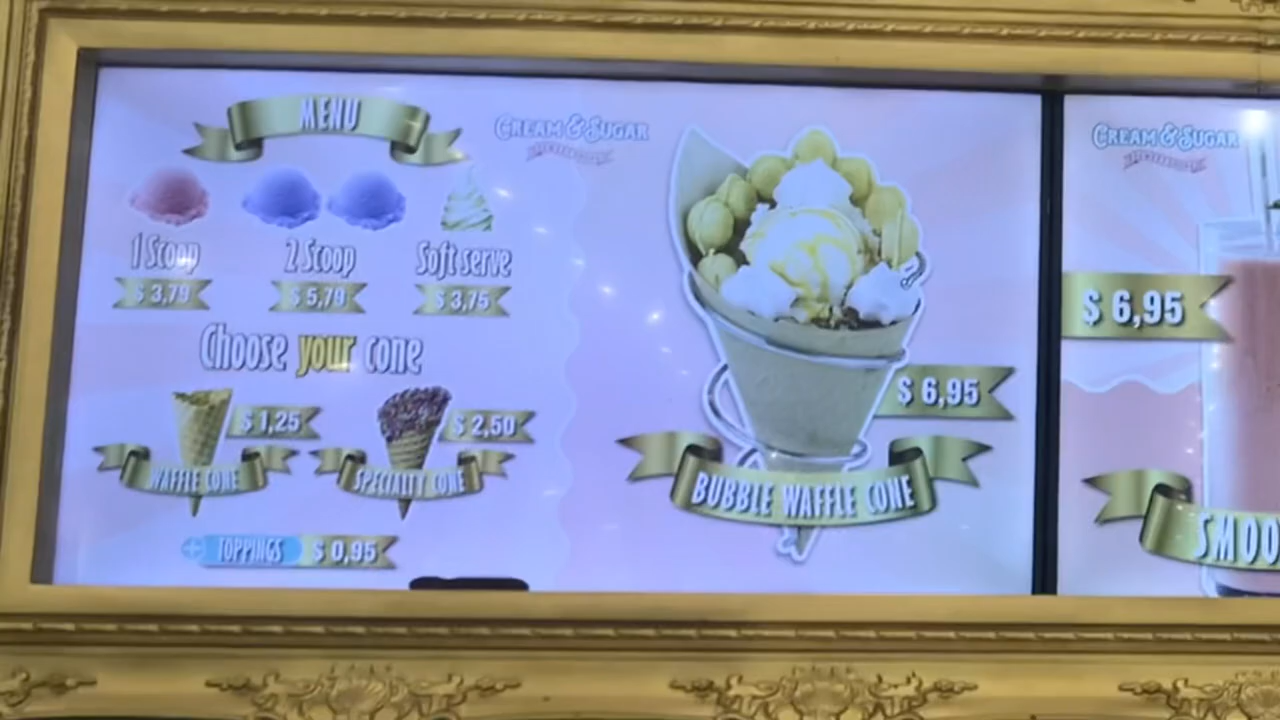 MENU
CREAM & SUGAR
1 Scoop
2 Scoop
Soft serve
$ 3,79
$ 5,79
$ 3,75
Choose your cone
$ 1,25
$ 2,50
WAFFLE CONE
SPECIALTY CONE
+ TOPPINGS $ 0,95
$ 6,95
BUBBLE WAFFLE CONE
CREAM & SUGAR
$ 6,95
SMOO